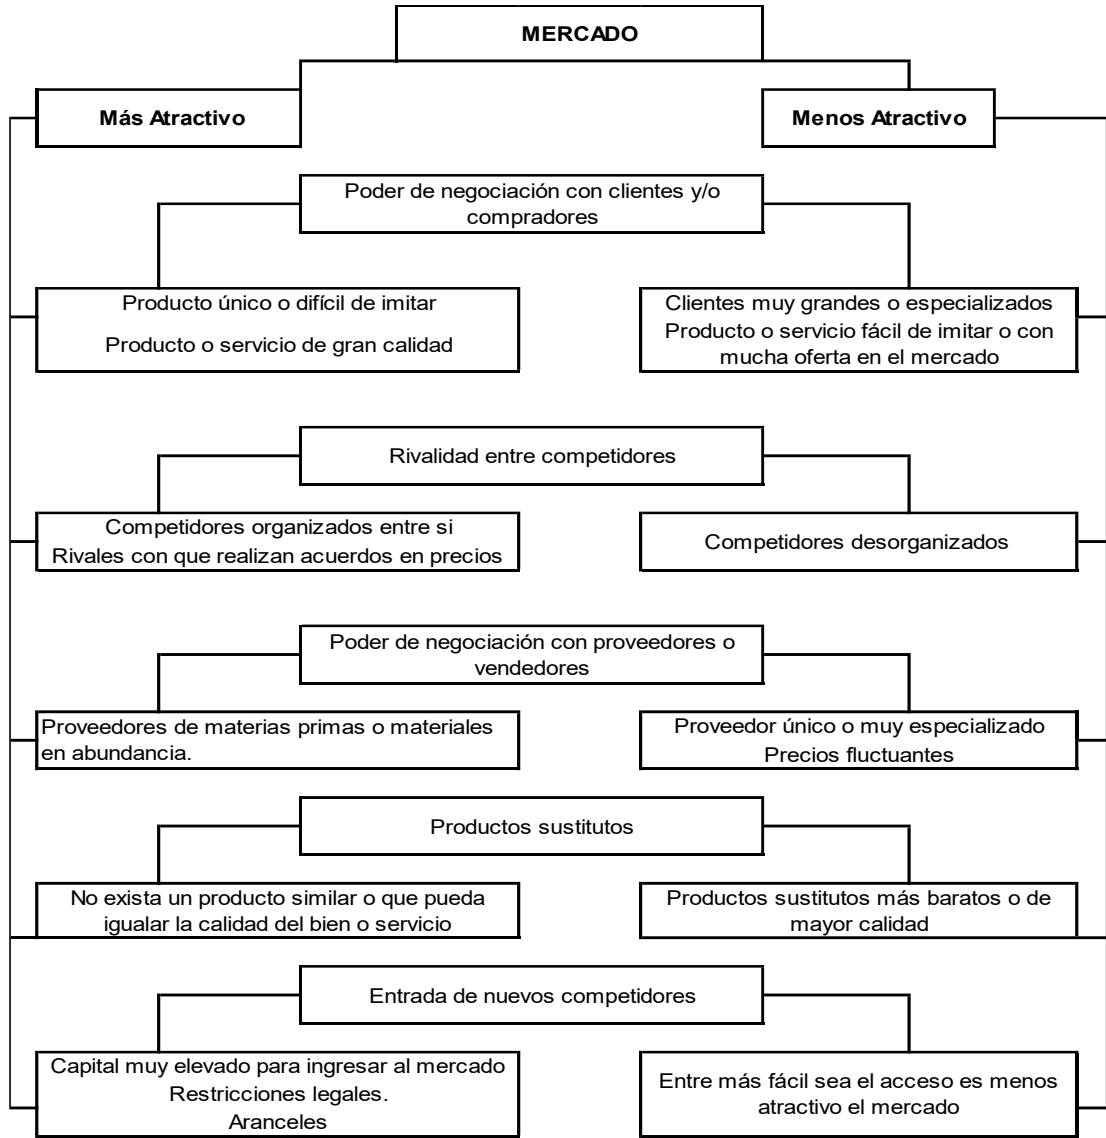 MERCADO
Más Atractivo
Menos Atractivo
Poder de negociación con clientes y/o
compradores
Producto único o difícil de imitar
Producto o servicio de gran calidad
Clientes muy grandes o especializados
Producto o servicio fácil de imitar o con
mucha oferta en el mercado
Rivalidad entre competidores
Competidores organizados entre si
Rivales con que realizan acuerdos en precios
Competidores desorganizados
Poder de negociación con proveedores o
vendedores
Proveedores de materias primas o materiales
en abundancia.
Proveedor único o muy especializado
Precios fluctuantes
Productos sustitutos
No exista un producto similar o que pueda
igualar la calidad del bien o servicio
Productos sustitutos más baratos o de
mayor calidad
Entrada de nuevos competidores
Capital muy elevado para ingresar al mercado
Restricciones legales.
Aranceles
Entre más fácil sea el acceso es menos
atractivo el mercado